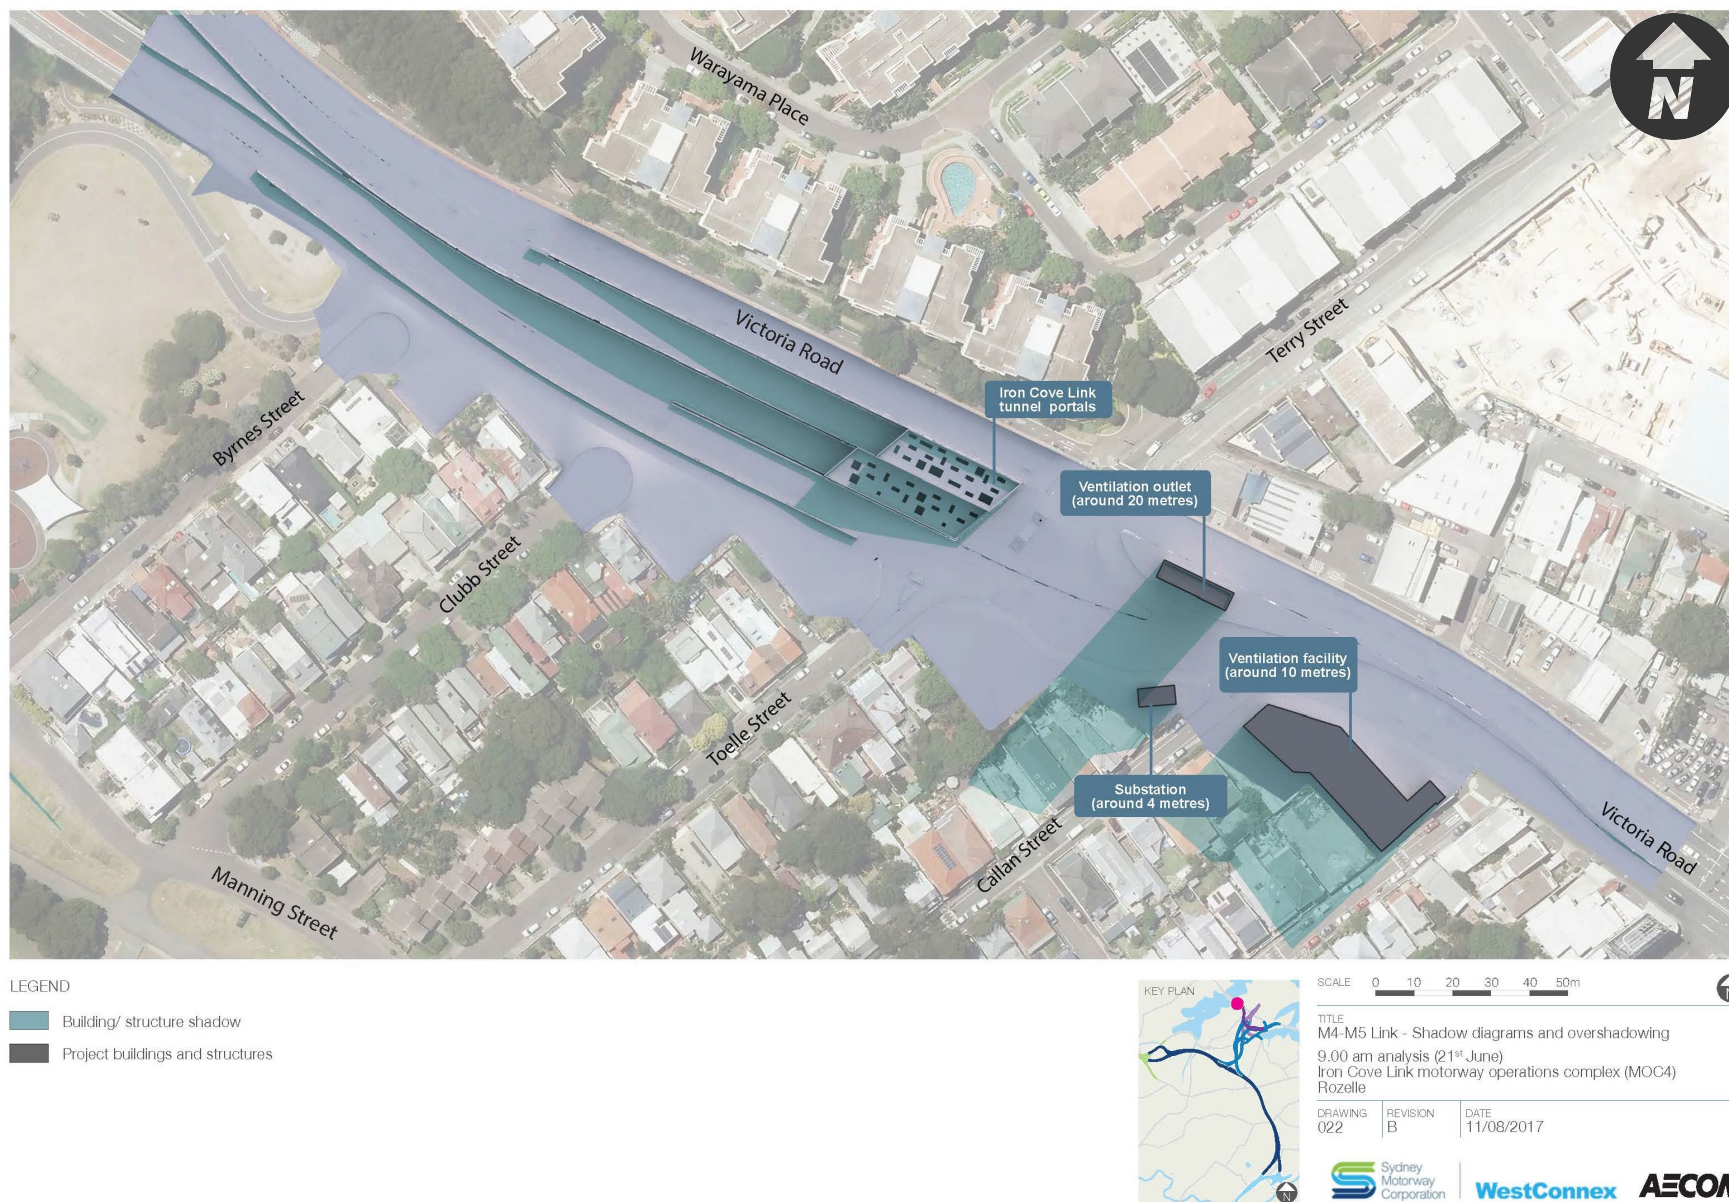 N
Warayama Place
Victoria Road
Terry Street
Iron Cove Link
tunnel portals
Byrnes Street
Ventilation outlet
(around 20 metres)
Clubb Street
Ventilation facility
(around 10 metres)
Toelle Street
Substation
(around 4 metres)
Victoria Road
Callan Street
Manning Street
LEGEND
Building/ structure shadow
Project buildings and structures
KEY PLAN
N
SCALE 0 10 20 30 40 50m
TITLE
M4-M5 Link - Shadow diagrams and overshadowing
9.00 am analysis (21st June)
Iron Cove Link motorway operations complex (MOC4)
Rozelle
DRAWING REVISION DATE
022 B 11/08/2017
Sydney
Motorway
Corporation
WestConnex
AECOM